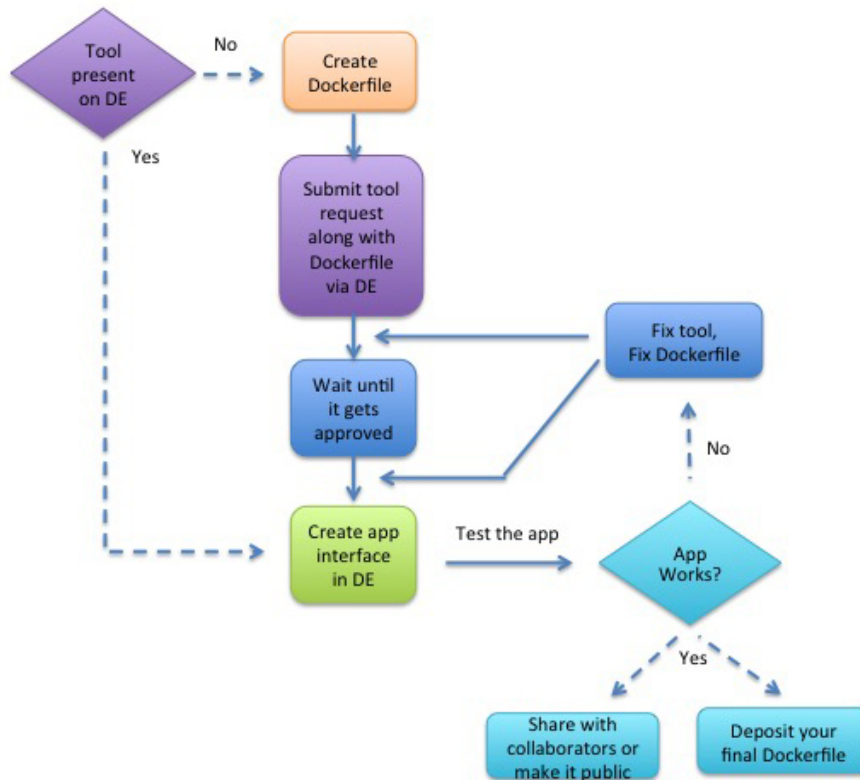 Tool
present
on DE
No
Create
Dockerfile
Yes
Submit tool
request
along with
Dockerfile
via DE
Fix tool,
Fix Dockerfile
Wait until
it gets
approved
No
Create app
interface
in DE
Test the app
App
Works?
Yes
Share with
collaborators or
make it public
Deposit your
final Dockerfile